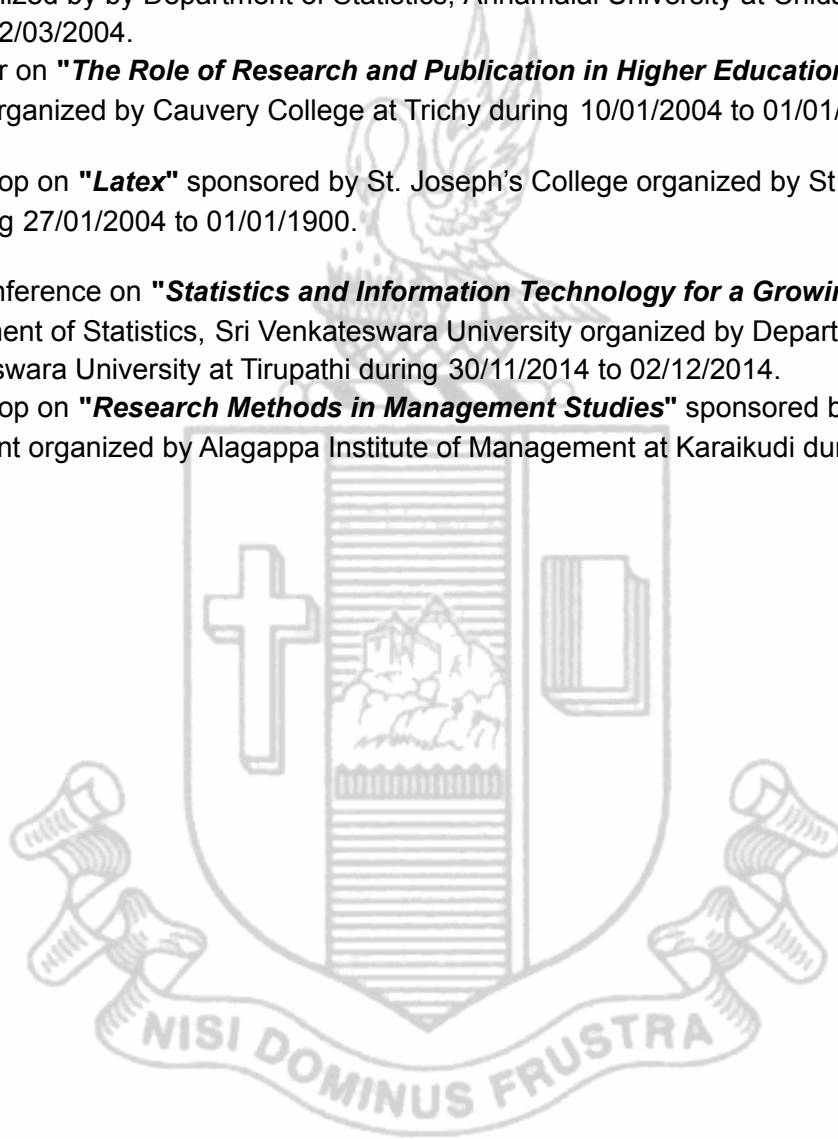 ized by by Department of Statistics, Annamalai University at
2/03/2004.
r on "The Role of Research and Publication in Higher Education
rganized by Cauvery College at Trichy during 10/01/2004 to 01/01/
op on "Latex" sponsored by St. Joseph’s College organized by St.
g 27/01/2004 to 01/01/1900.
nference on "Statistics and Information Technology for a Growin
ent of Statistics, Sri Venkateswara University organized by Depart
swara University at Tirupathi during 30/11/2014 to 02/12/2014.
op on "Research Methods in Management Studies" sponsored b
nt organized by Alagappa Institute of Management at Karaikudi du
NISI DOMINUS FRUSTRA